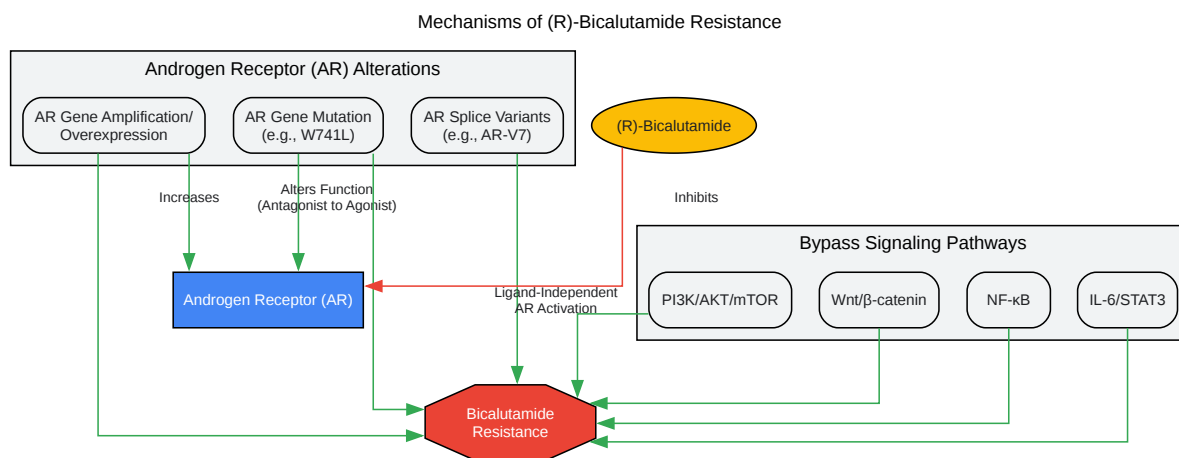 Mechanisms of (R)-Bicalutamide Resistance
Androgen Receptor (AR) Alterations
AR Gene Amplification/
Overexpression
AR Gene Mutation
(e.g., W741L)
AR Splice Variants
(e.g., AR-V7)
(R)-Bicalutamide
Increases
Alters Function
(Antagonist to Agonist)
Inhibits
Bypass Signaling Pathways
Androgen Receptor (AR)
Ligand-Independent
AR Activation
PI3K/AKT/mTOR
Wnt/β-catenin
NF-κB
IL-6/STAT3
Bicalutamide
Resistance